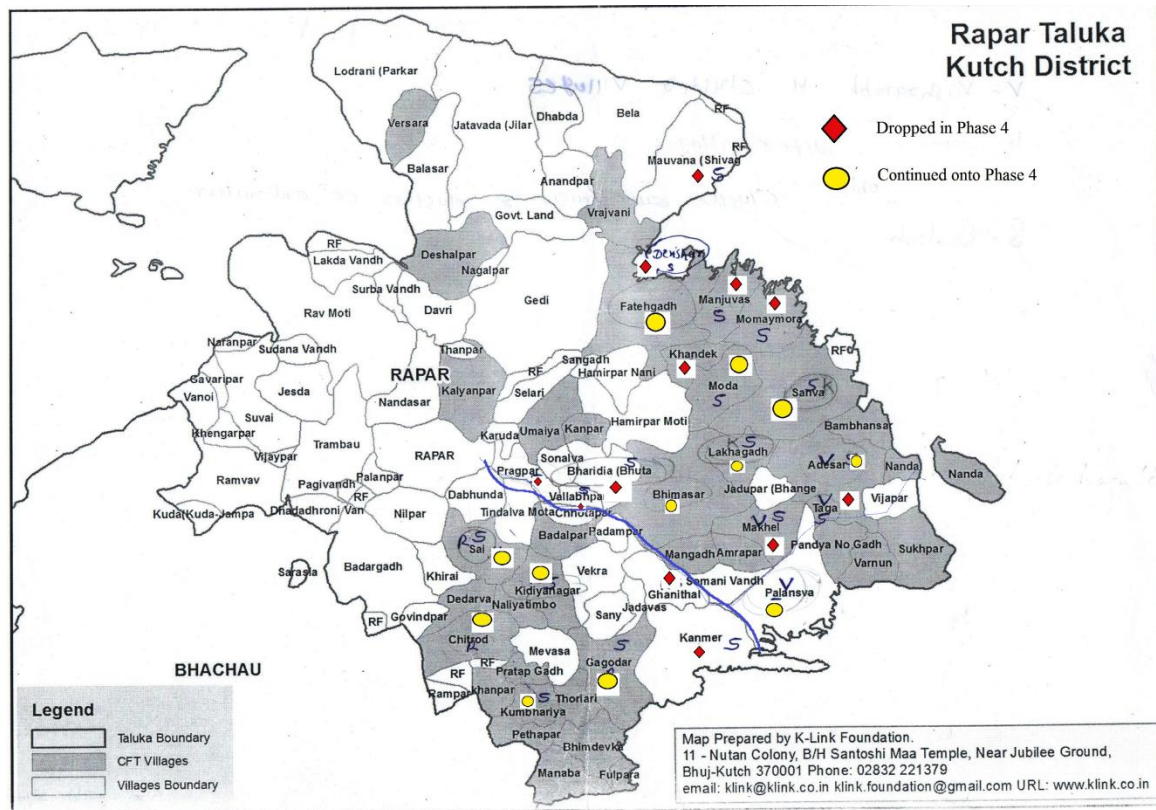 Rapar Taluka
Kutch District
Dropped in Phase 4
Continued onto Phase 4
Lodrani (Parkar
Versara
Jatavada (Jilar
Dhabda
Bela
RF
RF
Mauvana (Shivag
S
Balasar
Anandpar
Govt. Land
Vrajvani
RF
Lakda Vandh
Deshalpar
Nagalpar
S
Surba Vandh
Rav Moti
Davri
Gedi
Fatehgadh
Manjuvas
S
Momaymora
S
Naranpar
Sudana Vandh
Thanpar
Sangadh
Khandek
RF
Gavaripar
RAPAR
RF
Hamirpar Nani
Moda
S
Sanva
SK
Vanoi
Jesda
Nandasar
Kalyanpar
Selari
Suvai
Khengarpar
Umaiya
Kanpar
Hamirpar Moti
Bambhansar
Trambau
Karuda
Vijaypar
RAPAR
Sonalva
Lakhagadh
KS
Adesar
V S
Nanda
Nanda
Ramvav
Pagivandh
Palanpar
Pragpar
Bharidia (Bhuta
S
RF
Dabhunda
Vallabhpar
S
Bhimasar
Jadupar (Bhange
Vijapar
Kuda(Kuda-Jampa
Dhadadhroni Van
Nilpar
Tindalva Mota
Chhotapar
V
Taga
S
Padampar
Makhel
V S
Badalpar
RS
Sai
Mangadh
Amrapar
Pandya No Gadh
Sukhpar
Badargadh
Varnun
Sarasla
Khirai
Vekra
Kidiyanagar
S
Somani Vandh
Ghanithal
V
Palansva
Dedarva
Naliyatimbo
Govindpar
Sany
Jadavas
RF
Chitrod
R
Kanmer
S
Mevasa
S
Gagodar
BHACHAU
RF
RF
Pratap Gadh
Rampar
Khanpar
S
Thoriari
Kumbhariya
Pethapar
Bhimdevka
Manaba
Fulpara
Legend
Taluka Boundary
CFT Villages
Villages Boundary
Map Prepared by K-Link Foundation.
11 - Nutan Colony, B/H Santoshi Maa Temple, Near Jubilee Ground,
Bhuj-Kutch 370001 Phone: 02832 221379
email: klink@klink.co.in klink.foundation@gmail.com URL: www.klink.co.in